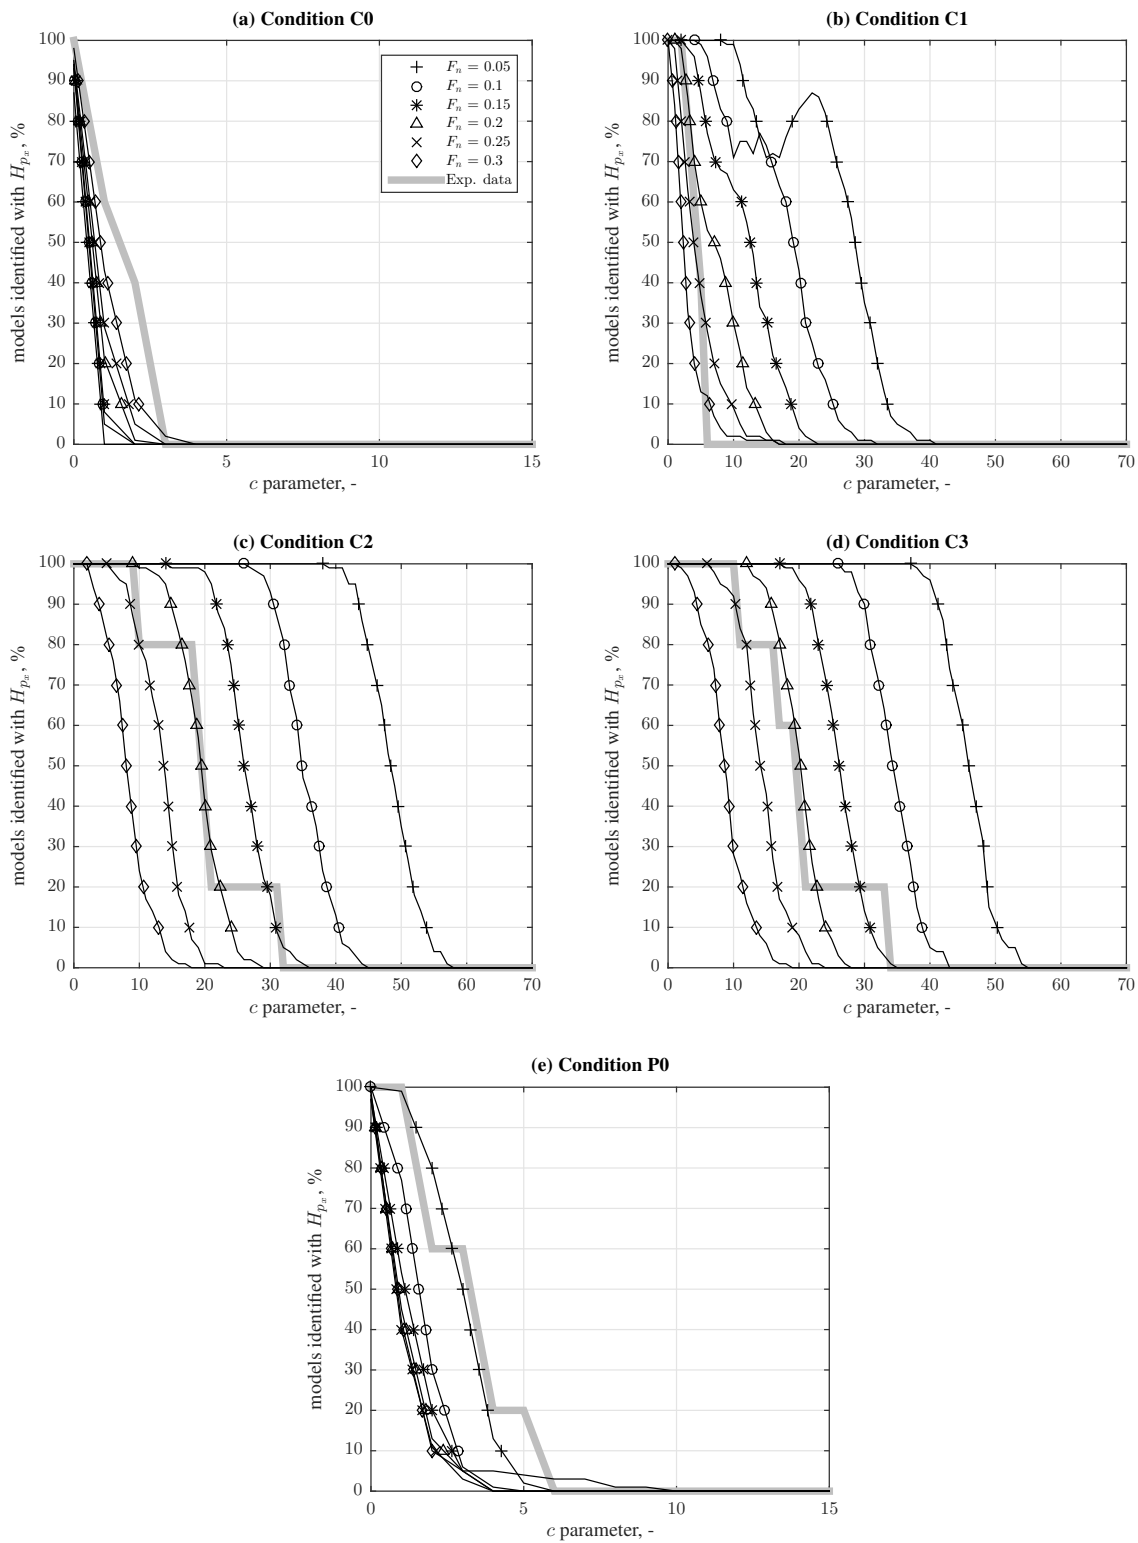 (a) Condition C0
models identified with H_{p_x}, %
100
90
80
70
60
50
40
30
20
10
0
0 5 10 15
c parameter, -
F_n = 0.05
F_n = 0.1
F_n = 0.15
F_n = 0.2
F_n = 0.25
F_n = 0.3
Exp. data
(b) Condition C1
models identified with H_{p_x}, %
100
90
80
70
60
50
40
30
20
10
0
0 10 20 30 40 50 60 70
c parameter, -
(c) Condition C2
models identified with H_{p_x}, %
100
90
80
70
60
50
40
30
20
10
0
0 10 20 30 40 50 60 70
c parameter, -
(d) Condition C3
models identified with H_{p_x}, %
100
90
80
70
60
50
40
30
20
10
0
0 10 20 30 40 50 60 70
c parameter, -
(e) Condition P0
models identified with H_{p_x}, %
100
90
80
70
60
50
40
30
20
10
0
0 5 10 15
c parameter, -